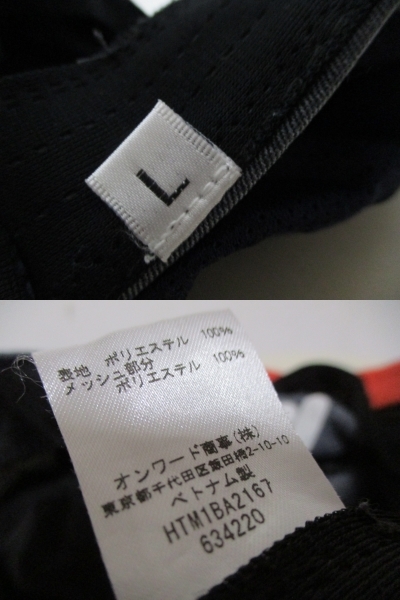 L
表地 ポリエステル 100%
メッシュ部分
ポリエステル 100%
オンワード商事(株)
東京都千代田区飯田橋2-10-10
ベトナム製
HTM1BA2167
634220